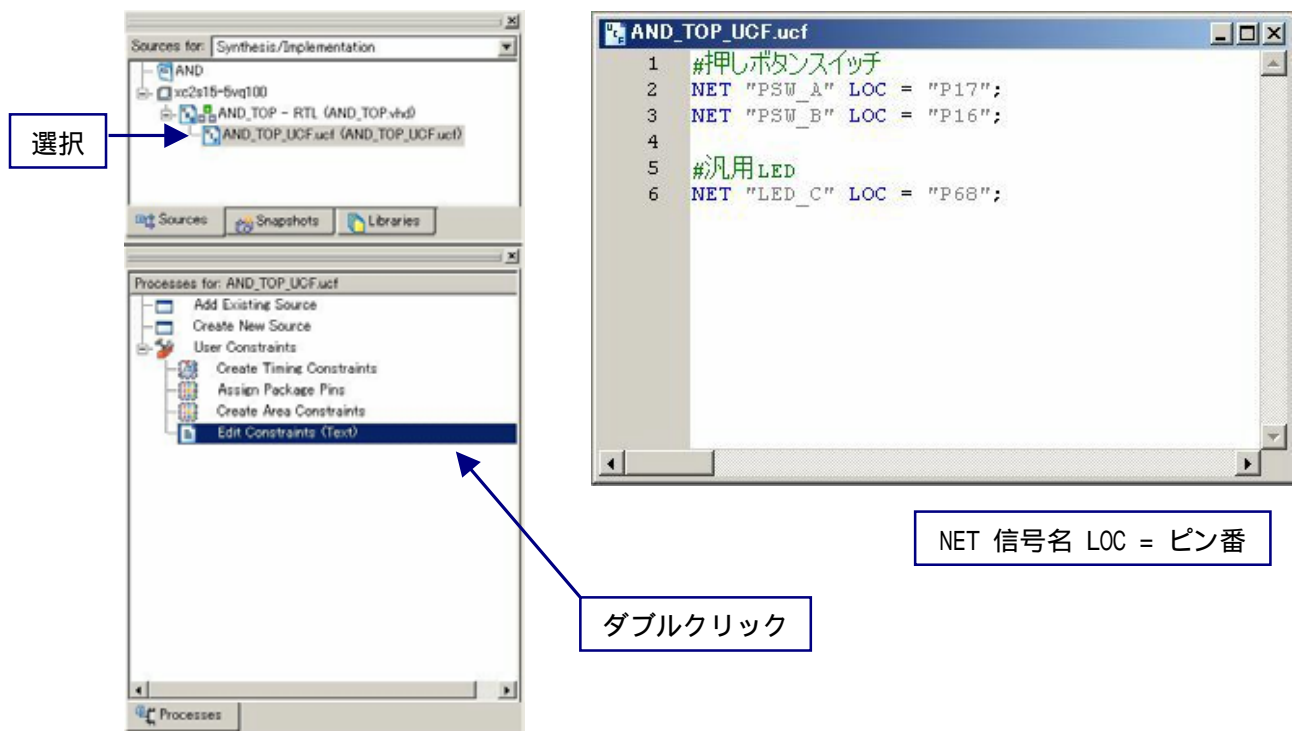 Sources for: Synthesis/Implementation
AND
xc2s15-5vq100
AND_TOP - RTL (AND_TOP.vhd)
AND_TOP_UCF.ucf (AND_TOP_UCF.ucf)
選択
Sources
Snapshots
Libraries
Processes for: AND_TOP_UCF.ucf
Add Existing Source
Create New Source
User Constraints
Create Timing Constraints
Assign Package Pins
Create Area Constraints
Edit Constraints (Text)
Processes
AND_TOP_UCF.ucf
1 #押しボタンスイッチ
2 NET "PSW_A" LOC = "P17";
3 NET "PSW_B" LOC = "P16";
4
5 #汎用LED
6 NET "LED_C" LOC = "P68";
NET 信号名 LOC = ピン番
ダブルクリック